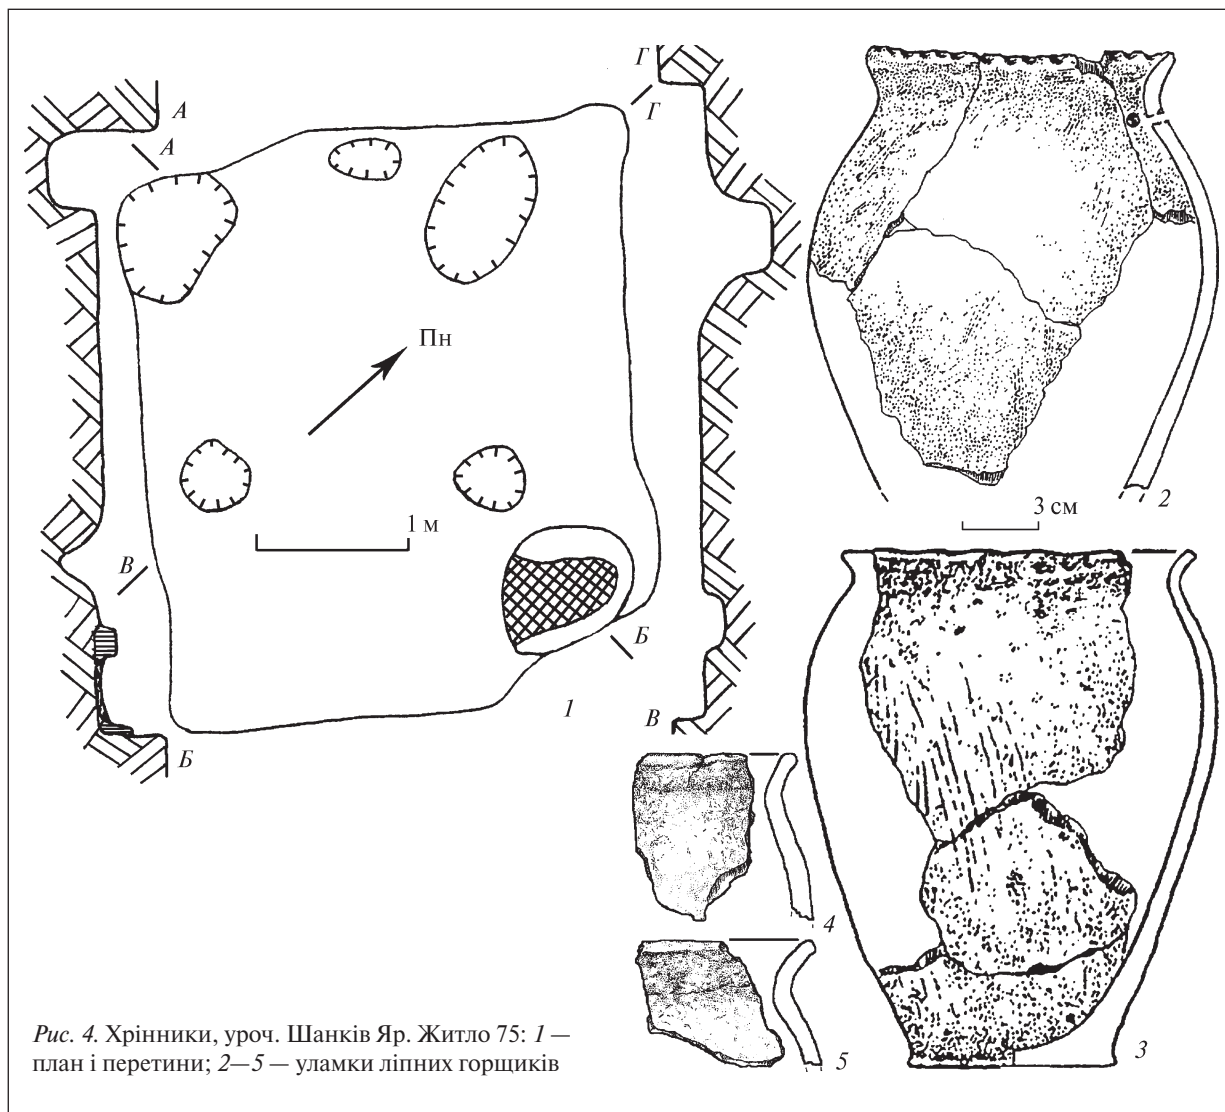 А
А
Г
Г
Пн
1 м
В
Б
1
В
Б
2
3 см
3
4
5
Рис. 4. Хрінники, уроч. Шанків Яр. Житло 75: 1 —
план і перетини; 2—5 — уламки ліпних горщиків